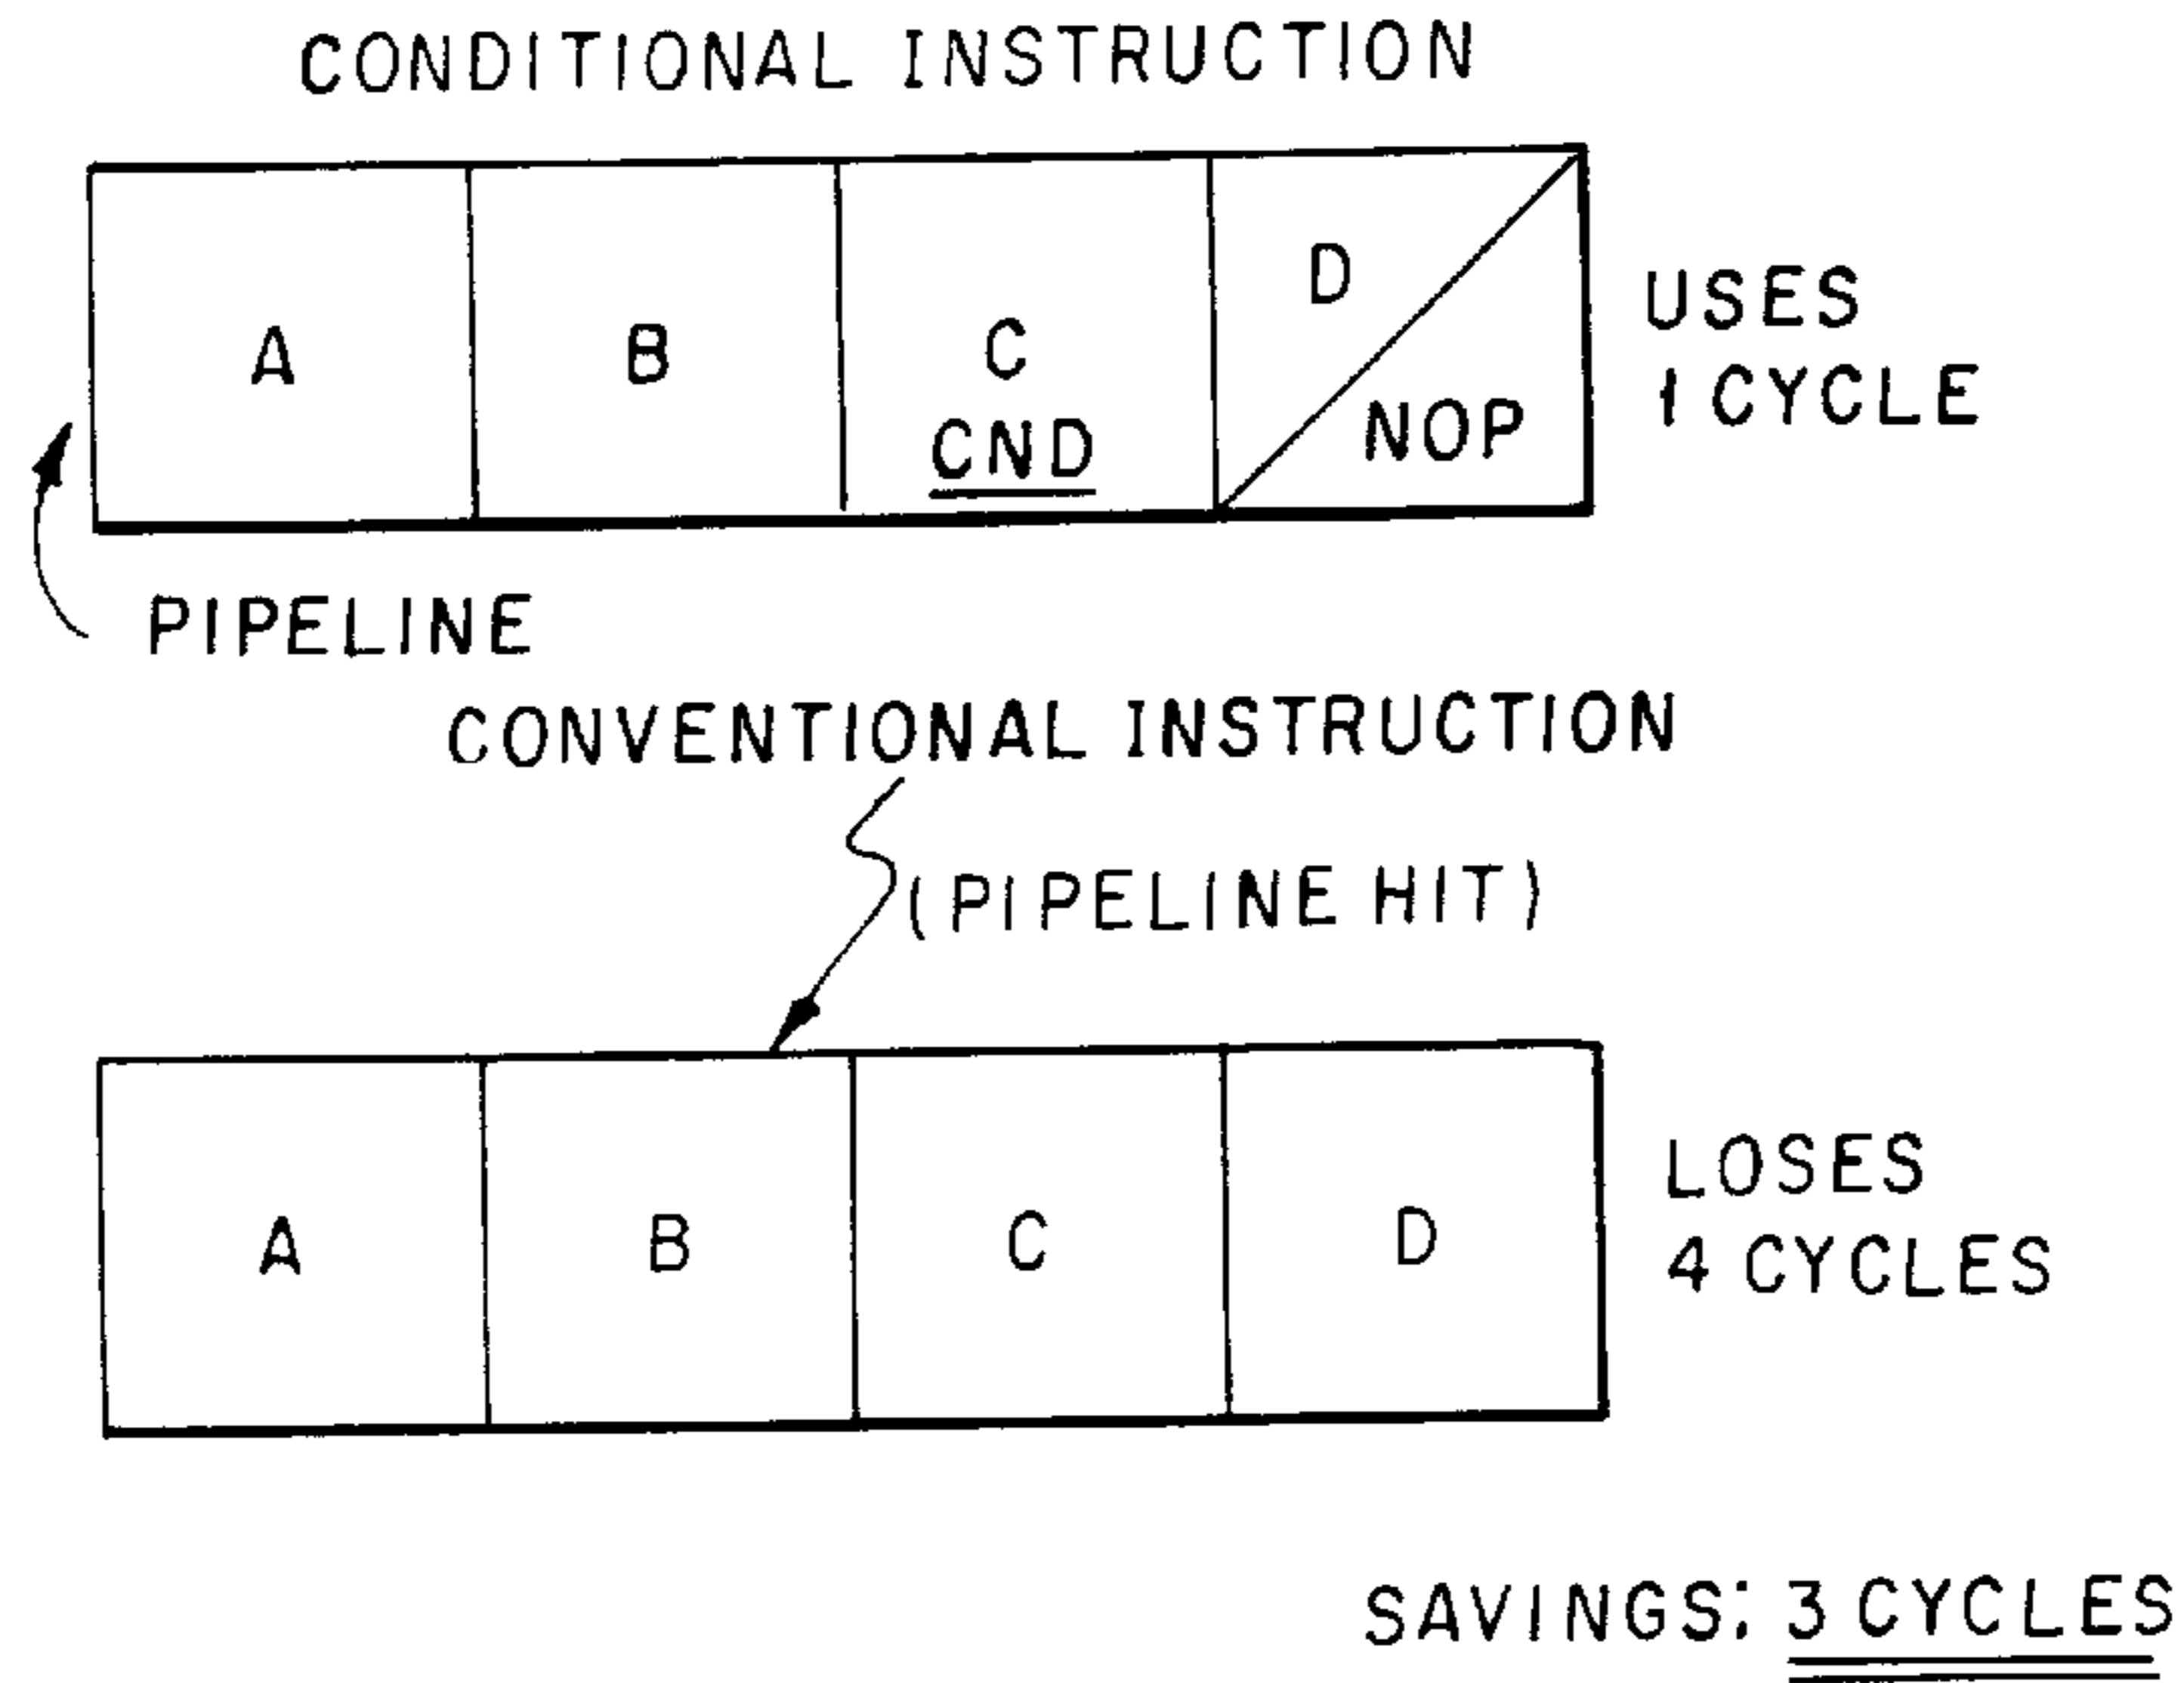 CONDITIONAL INSTRUCTION
A
B
C
CND
D
NOP
USES
1 CYCLE
PIPELINE
CONVENTIONAL INSTRUCTION
(PIPELINE HIT)
A
B
C
D
LOSES
4 CYCLES
SAVINGS: 3 CYCLES